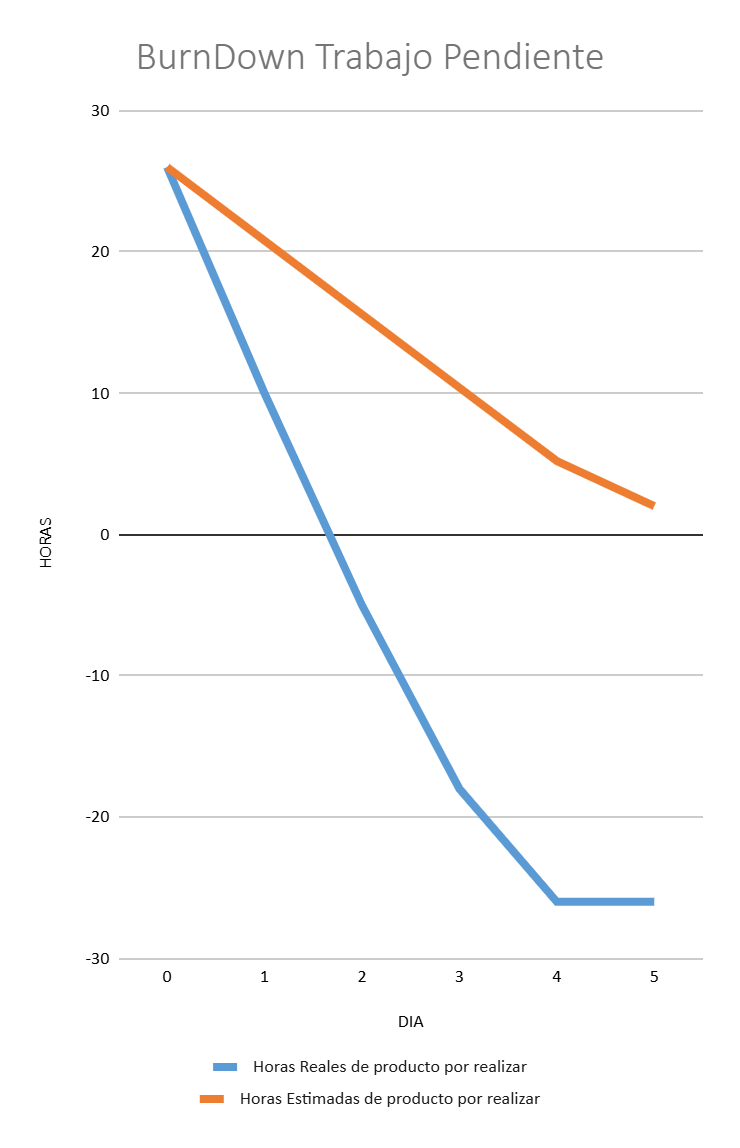 BurnDown Trabajo Pendiente
30
20
10
0
-10
-20
-30
HORAS
0 1 2 3 4 5
DIA
Horas Reales de producto por realizar
Horas Estimadas de producto por realizar